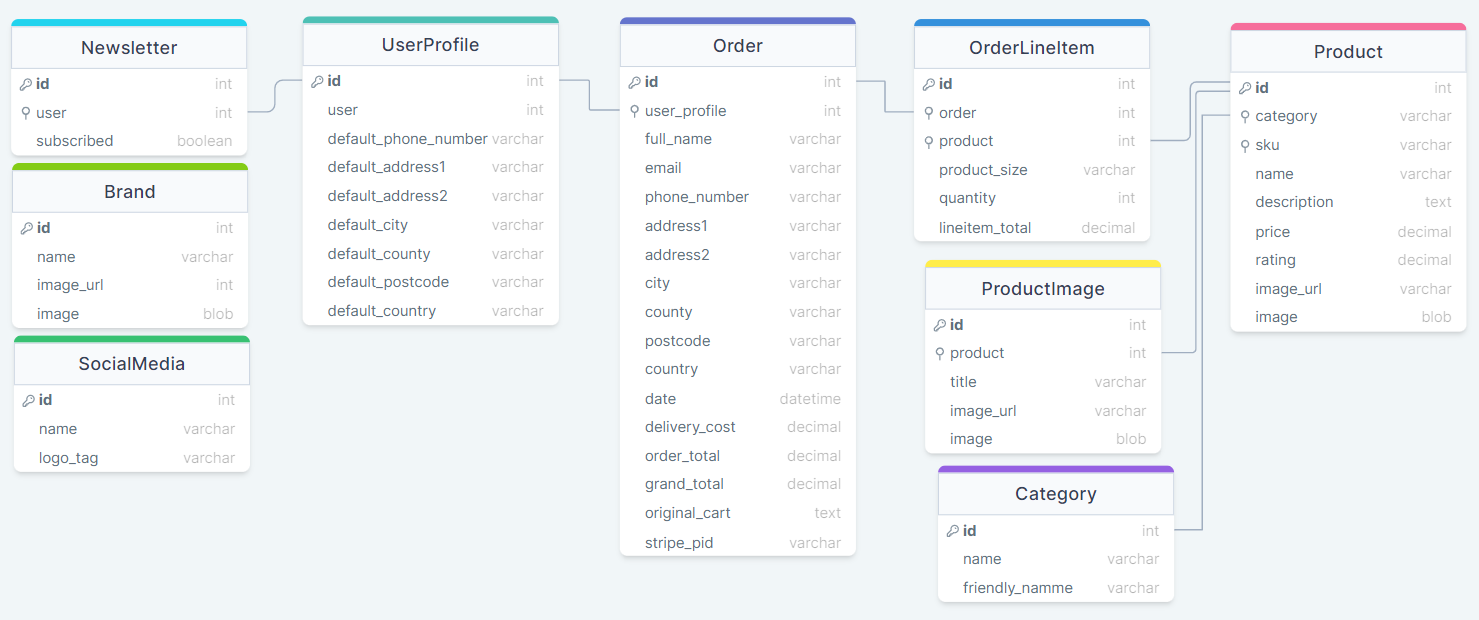 Newsletter
id int
user int
subscribed boolean
Brand
id int
name varchar
image_url int
image blob
SocialMedia
id int
name varchar
logo_tag varchar
UserProfile
id int
user int
default_phone_number varchar
default_address1 varchar
default_address2 varchar
default_city varchar
default_county varchar
default_postcode varchar
default_country varchar
Order
id int
user_profile int
full_name varchar
email varchar
phone_number varchar
address1 varchar
address2 varchar
city varchar
county varchar
postcode varchar
country varchar
date datetime
delivery_cost decimal
order_total decimal
grand_total decimal
original_cart text
stripe_pid varchar
OrderLineItem
id int
order int
product int
product_size varchar
quantity int
lineitem_total decimal
ProductImage
id int
product int
title varchar
image_url varchar
image blob
Category
id int
name varchar
friendly_namme varchar
Product
id int
category varchar
sku varchar
name varchar
description text
price decimal
rating decimal
image_url varchar
image blob